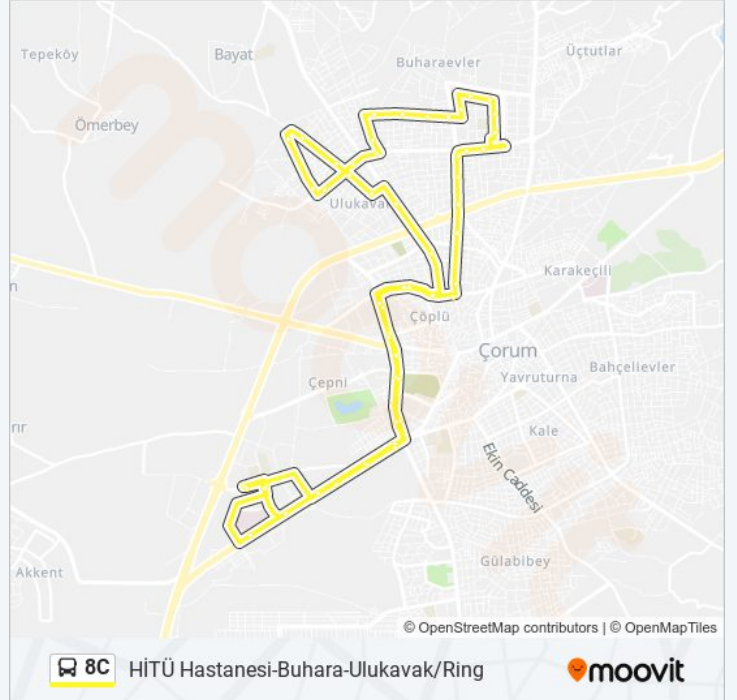 Tepeköy
Bayat
Buharaevler
Üçtutlar
Ömerbey
Ulukavak
Karakeçili
Çöplü
Çorum
Bahçelievler
Çepni
Yavruturna
Kale
Ekin Caddesi
Gülabibey
Akkent
© OpenStreetMap contributors | © OpenMapTiles
8C HİTÜ Hastanesi-Buhara-Ulukavak/Ring
moovit